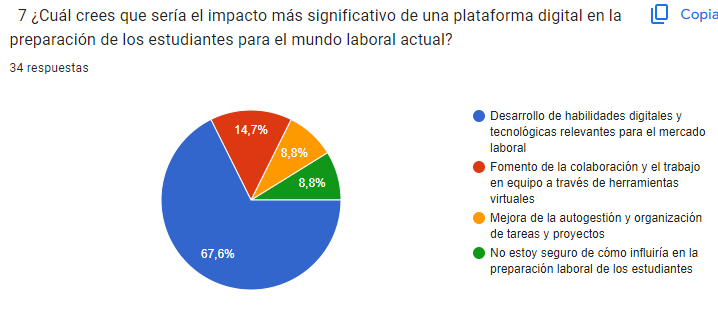 7 ¿Cuál crees que sería el impacto más significativo de una plataforma digital en la
preparación de los estudiantes para el mundo laboral actual?
Copia
34 respuestas
14,7%
8,8%
8,8%
67,6%
Desarrollo de habilidades digitales y
tecnológicas relevantes para el mercado
laboral
Fomento de la colaboración y el trabajo
en equipo a través de herramientas
virtuales
Mejora de la autogestión y organización
de tareas y proyectos
No estoy seguro de cómo influiría en la
preparación laboral de los estudiantes